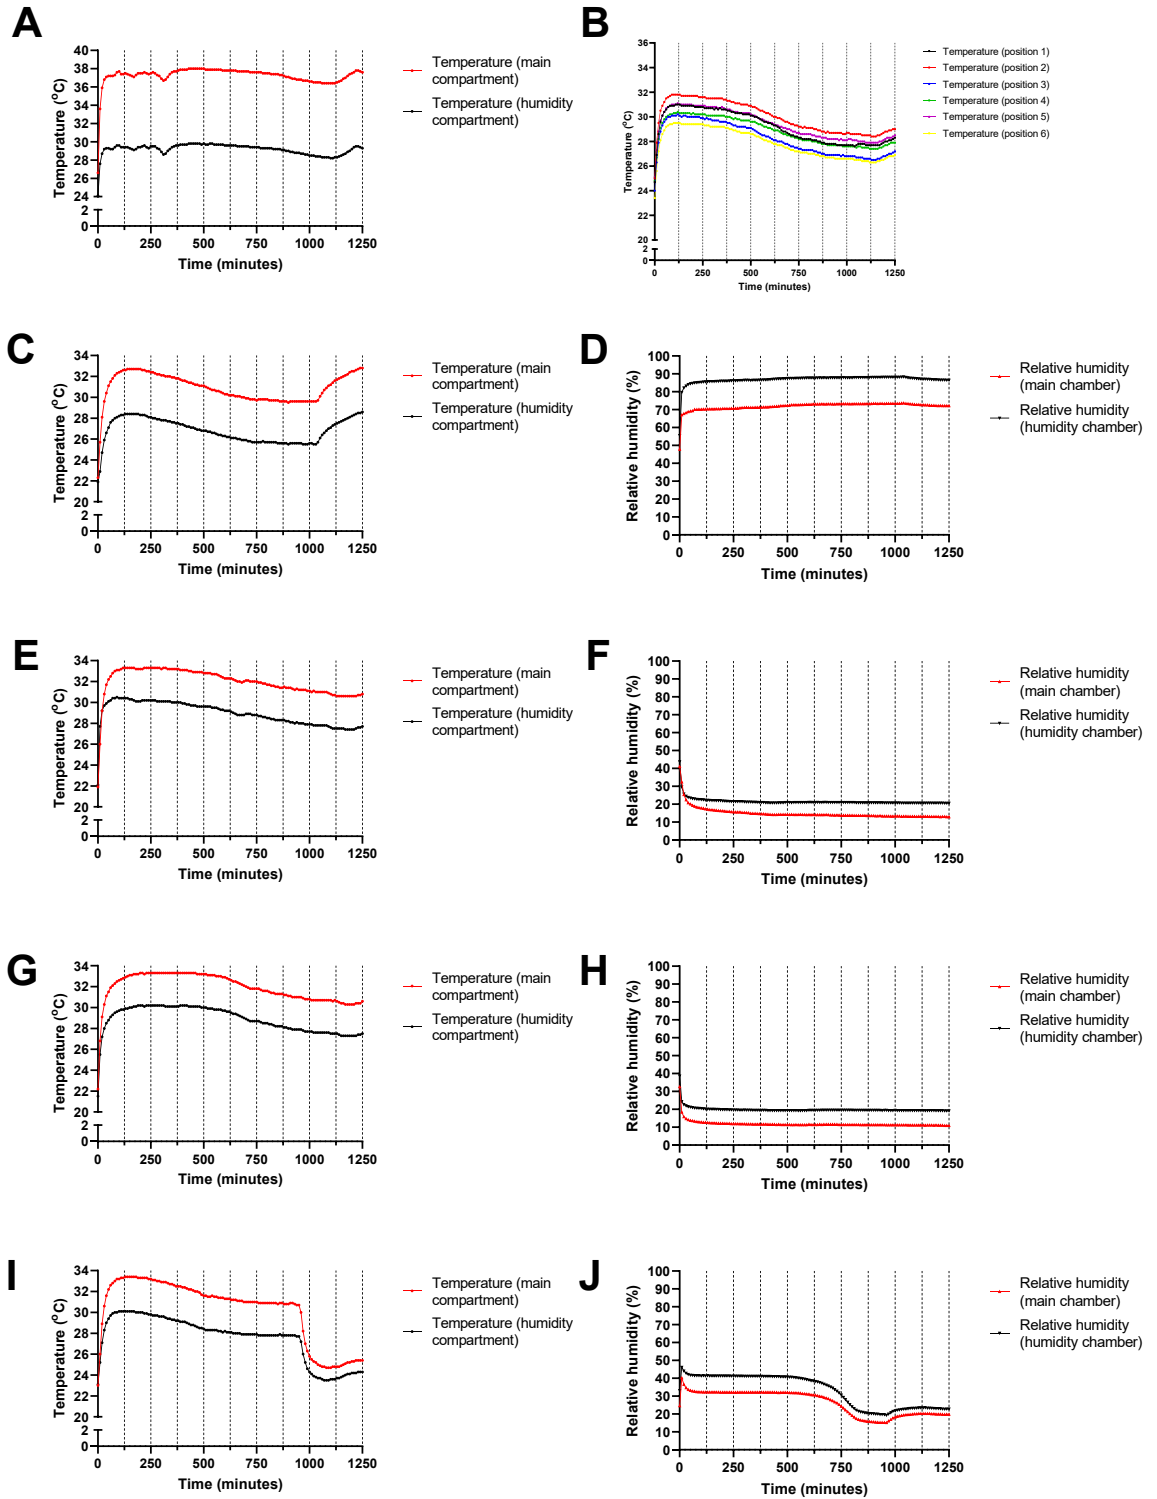 A
Temperature (°C)
40
38
36
34
32
30
28
26
24
2
0
0 250 500 750 1000 1250
Time (minutes)
Temperature (main
compartment)
Temperature (humidity
compartment)
B
Temperature (°C)
36
34
32
30
28
26
24
22
20
2
0
0 250 500 750 1000 1250
Time (minutes)
Temperature (position 1)
Temperature (position 2)
Temperature (position 3)
Temperature (position 4)
Temperature (position 5)
Temperature (position 6)
C
Temperature (°C)
34
32
30
28
26
24
22
20
2
0
0 250 500 750 1000 1250
Time (minutes)
Temperature (main
compartment)
Temperature (humidity
compartment)
D
Relative humidity (%)
100
90
80
70
60
50
40
30
20
10
0
0 250 500 750 1000 1250
Time (minutes)
Relative humidity
(main chamber)
Relative humidity
(humidity chamber)
E
Temperature (°C)
34
32
30
28
26
24
22
20
2
0
0 250 500 750 1000 1250
Time (minutes)
Temperature (main
compartment)
Temperature (humidity
compartment)
F
Relative humidity (%)
100
90
80
70
60
50
40
30
20
10
0
0 250 500 750 1000 1250
Time (minutes)
Relative humidity
(main chamber)
Relative humidity
(humidity chamber)
G
Temperature (°C)
34
32
30
28
26
24
22
20
2
0
0 250 500 750 1000 1250
Time (minutes)
Temperature (main
compartment)
Temperature (humidity
compartment)
H
Relative humidity (%)
100
90
80
70
60
50
40
30
20
10
0
0 250 500 750 1000 1250
Time (minutes)
Relative humidity
(main chamber)
Relative humidity
(humidity chamber)
I
Temperature (°C)
34
32
30
28
26
24
22
20
2
0
0 250 500 750 1000 1250
Time (minutes)
Temperature (main
compartment)
Temperature (humidity
compartment)
J
Relative humidity (%)
100
90
80
70
60
50
40
30
20
10
0
0 250 500 750 1000 1250
Time (minutes)
Relative humidity
(main chamber)
Relative humidity
(humidity chamber)